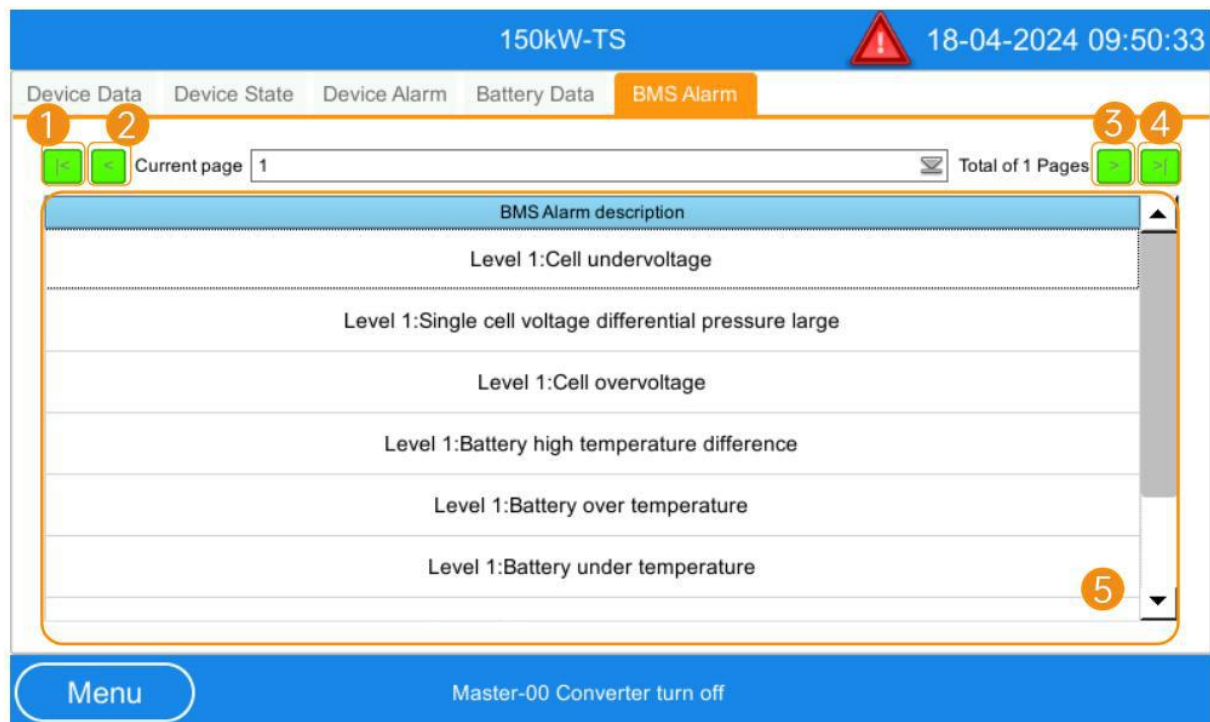 150kW-TS 18-04-2024 09:50:33
Device Data Device State Device Alarm Battery Data BMS Alarm
1 2 3 4
|< < Current page 1 Total of 1 Pages > >|
BMS Alarm description
Level 1:Cell undervoltage
Level 1:Single cell voltage differential pressure large
Level 1:Cell overvoltage
Level 1:Battery high temperature difference
Level 1:Battery over temperature
Level 1:Battery under temperature
5
Menu Master-00 Converter turn off